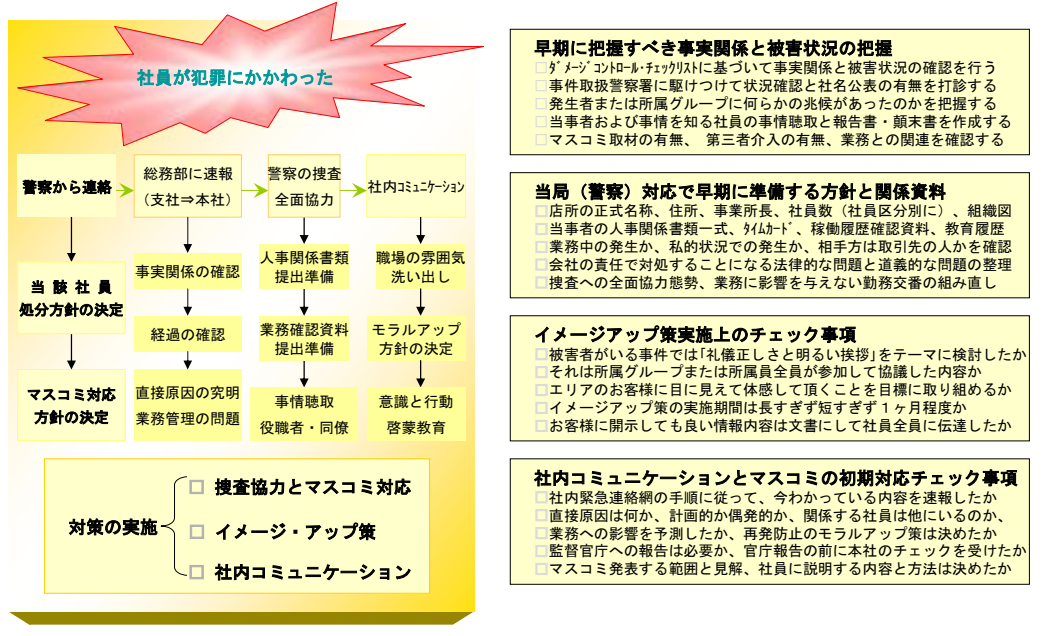 社員が犯罪にかかわった
警察から連絡
総務部に速報
（支社⇒本社）
警察の捜査
全面協力
社内ｺﾐｭﾆｹｰｼｮﾝ
当 該 社 員
処分方針の決定
マスコミ対応
方針の決定
事実関係の確認
経過の確認
直接原因の究明
業務管理の問題
人事関係書類
提出準備
業務確認資料
提出準備
事情聴取
役職者・同僚
職場の雰囲気
洗い出し
モラルアップ
方針の決定
意識と行動
啓蒙教育
対策の実施
□ 捜査協力とマスコミ対応
□ イメージ・アップ策
□ 社内コミュニケーション
早期に把握すべき事実関係と被害状況の把握
□ﾀﾞﾒｰｼﾞｺﾝﾄﾛｰﾙ・ﾁｪｯｸﾘｽﾄに基づいて事実関係と被害状況の確認を行う
□事件取扱警察署に駆けつけて状況確認と社名公表の有無を打診する
□発生者または所属グループに何らかの兆候があったのかを把握する
□当事者および事情を知る社員の事情聴取と報告書・顛末書を作成する
□マスコミ取材の有無、 第三者介入の有無、業務との関連を確認する
当局（警察）対応で早期に準備する方針と関係資料
□店所の正式名称、住所、事業所長、社員数（社員区分別に）、組織図
□当事者の人事関係書類一式、ﾀｲﾑｶｰﾄﾞ、稼働履歴確認資料、教育履歴
□業務中の発生か、私的状況での発生か、相手方は取引先の人かを確認
□会社の責任で対処することになる法律的な問題と道義的な問題の整理
□捜査への全面協力態勢、業務に影響を与えない勤務交番の組み直し
イメージアップ策実施上のチェック事項
□被害者がいる事件では｢礼儀正しさと明るい挨拶｣をテーマに検討したか
□それは所属グループまたは所属員全員が参加して協議した内容か
□エリアのお客様に目に見えて体感して頂くことを目標に取り組めるか
□イメージアップ策の実施期間は長すぎず短すぎず１ヶ月程度か
□お客様に開示しても良い情報内容は文書にして社員全員に伝達したか
社内コミュニケーションとマスコミの初期対応チェック事項
□社内緊急連絡網の手順に従って、今わかっている内容を速報したか
□直接原因は何か、計画的か偶発的か、関係する社員は他にいるのか、
□業務への影響を予測したか、再発防止のモラルアップ策は決めたか
□監督官庁への報告は必要か、官庁報告の前に本社のチェックを受けたか
□マスコミ発表する範囲と見解、社員に説明する内容と方法は決めたか